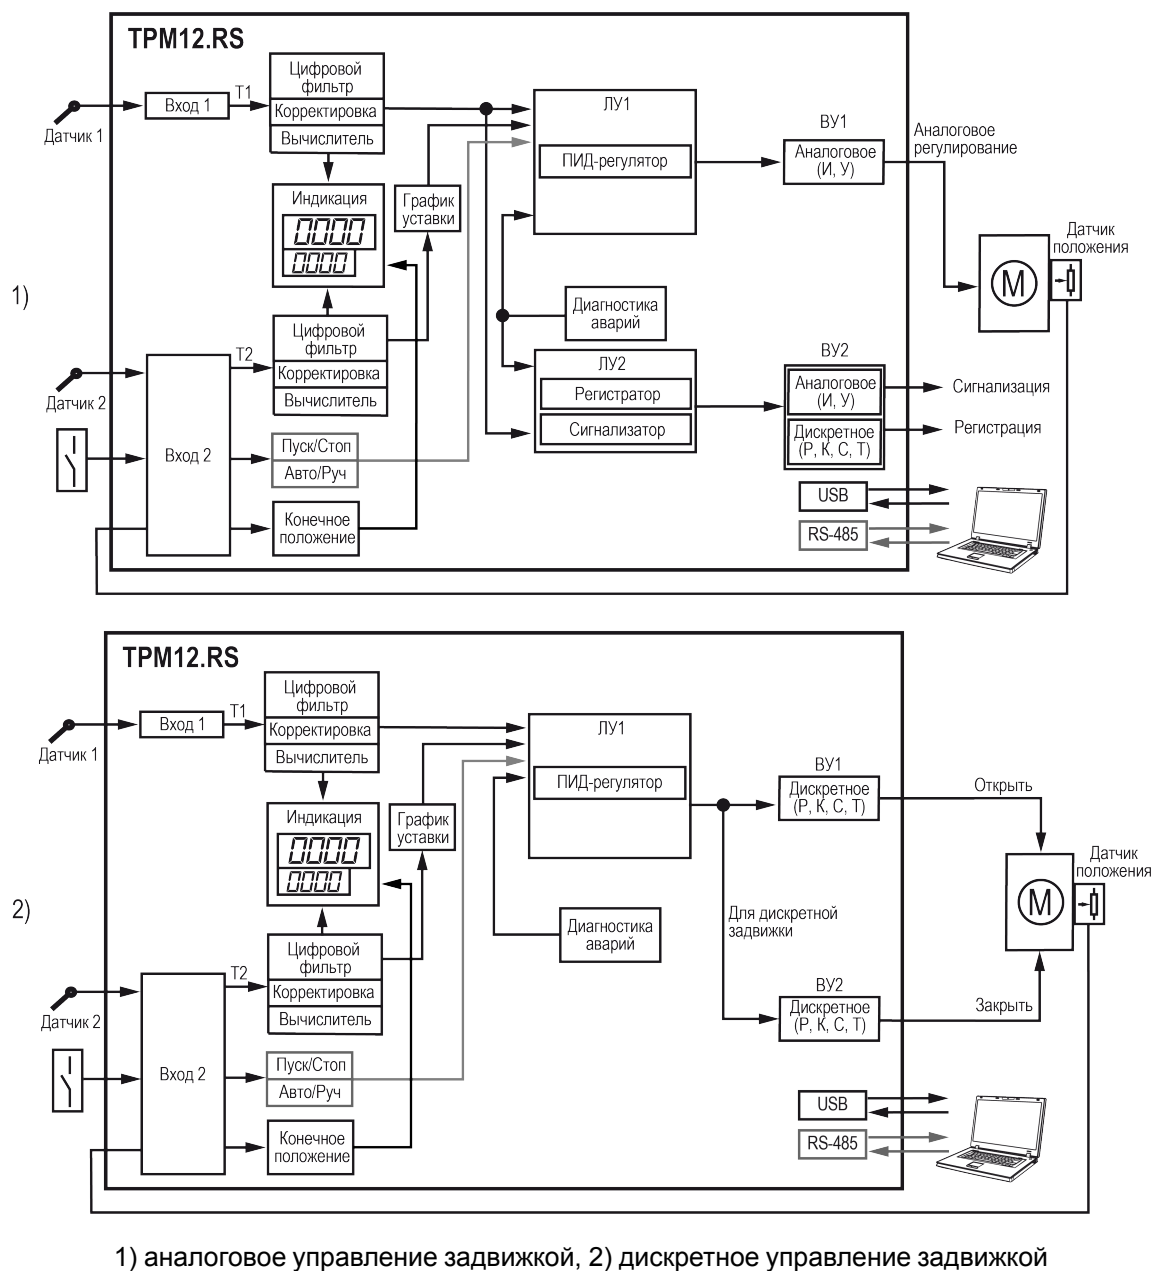 ТРМ12.RS
Цифровой
фильтр
Корректировка
Вычислитель
Вход 1
Т1
Датчик 1
ЛУ1
ПИД-регулятор
ВУ1
Аналоговое
(И, У)
Аналоговое
регулирование
Индикация
0000
0000
График
уставки
Датчик
положения
М
1)
Диагностика
аварий
Цифровой
фильтр
Корректировка
Вычислитель
Т2
Датчик 2
Вход 2
ЛУ2
Регистратор
Сигнализатор
ВУ2
Аналоговое
(И, У)
Дискретное
(Р, К, С, Т)
Сигнализация
Регистрация
Пуск/Стоп
Авто/Руч
Конечное
положение
USB
RS-485
ТРМ12.RS
Цифровой
фильтр
Корректировка
Вычислитель
Вход 1
Т1
Датчик 1
ЛУ1
ПИД-регулятор
ВУ1
Дискретное
(Р, К, С, Т)
Открыть
Индикация
0000
0000
График
уставки
Датчик
положения
М
2)
Диагностика
аварий
Для дискретной
задвижки
Цифровой
фильтр
Корректировка
Вычислитель
Т2
Датчик 2
Вход 2
ВУ2
Дискретное
(Р, К, С, Т)
Закрыть
Пуск/Стоп
Авто/Руч
Конечное
положение
USB
RS-485
1) аналоговое управление задвижкой, 2) дискретное управление задвижкой